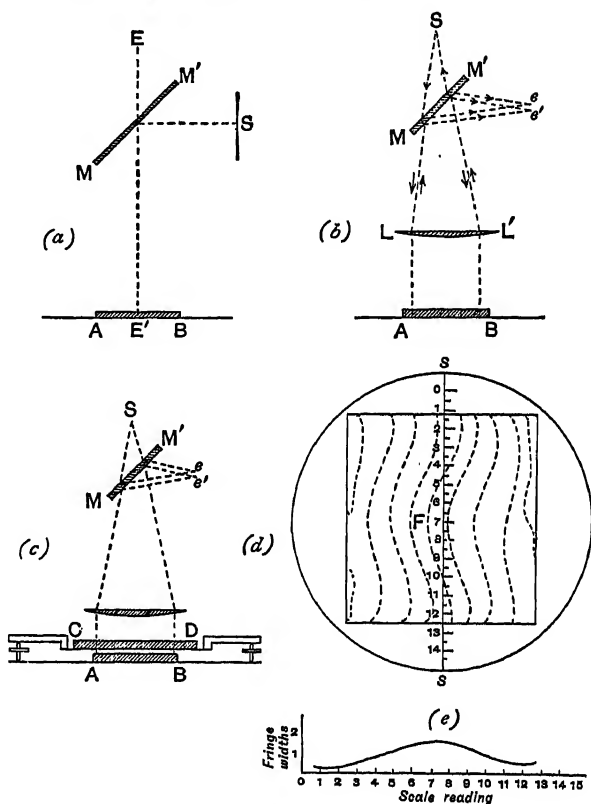 E
M'
S
M
(a)
A E' B
S
M'
e
e'
M
(b)
L L'
A B
S
M'
e
e'
M
(c)
C D
A B
S
0
1
2
3
4
5
6
F 7
8
9
10
11
12
13
14
S
(d)
(e)
Fringe
widths
2
1
0 1 2 3 4 5 6 7 8 9 10 11 12 13 14 15
Scale reading